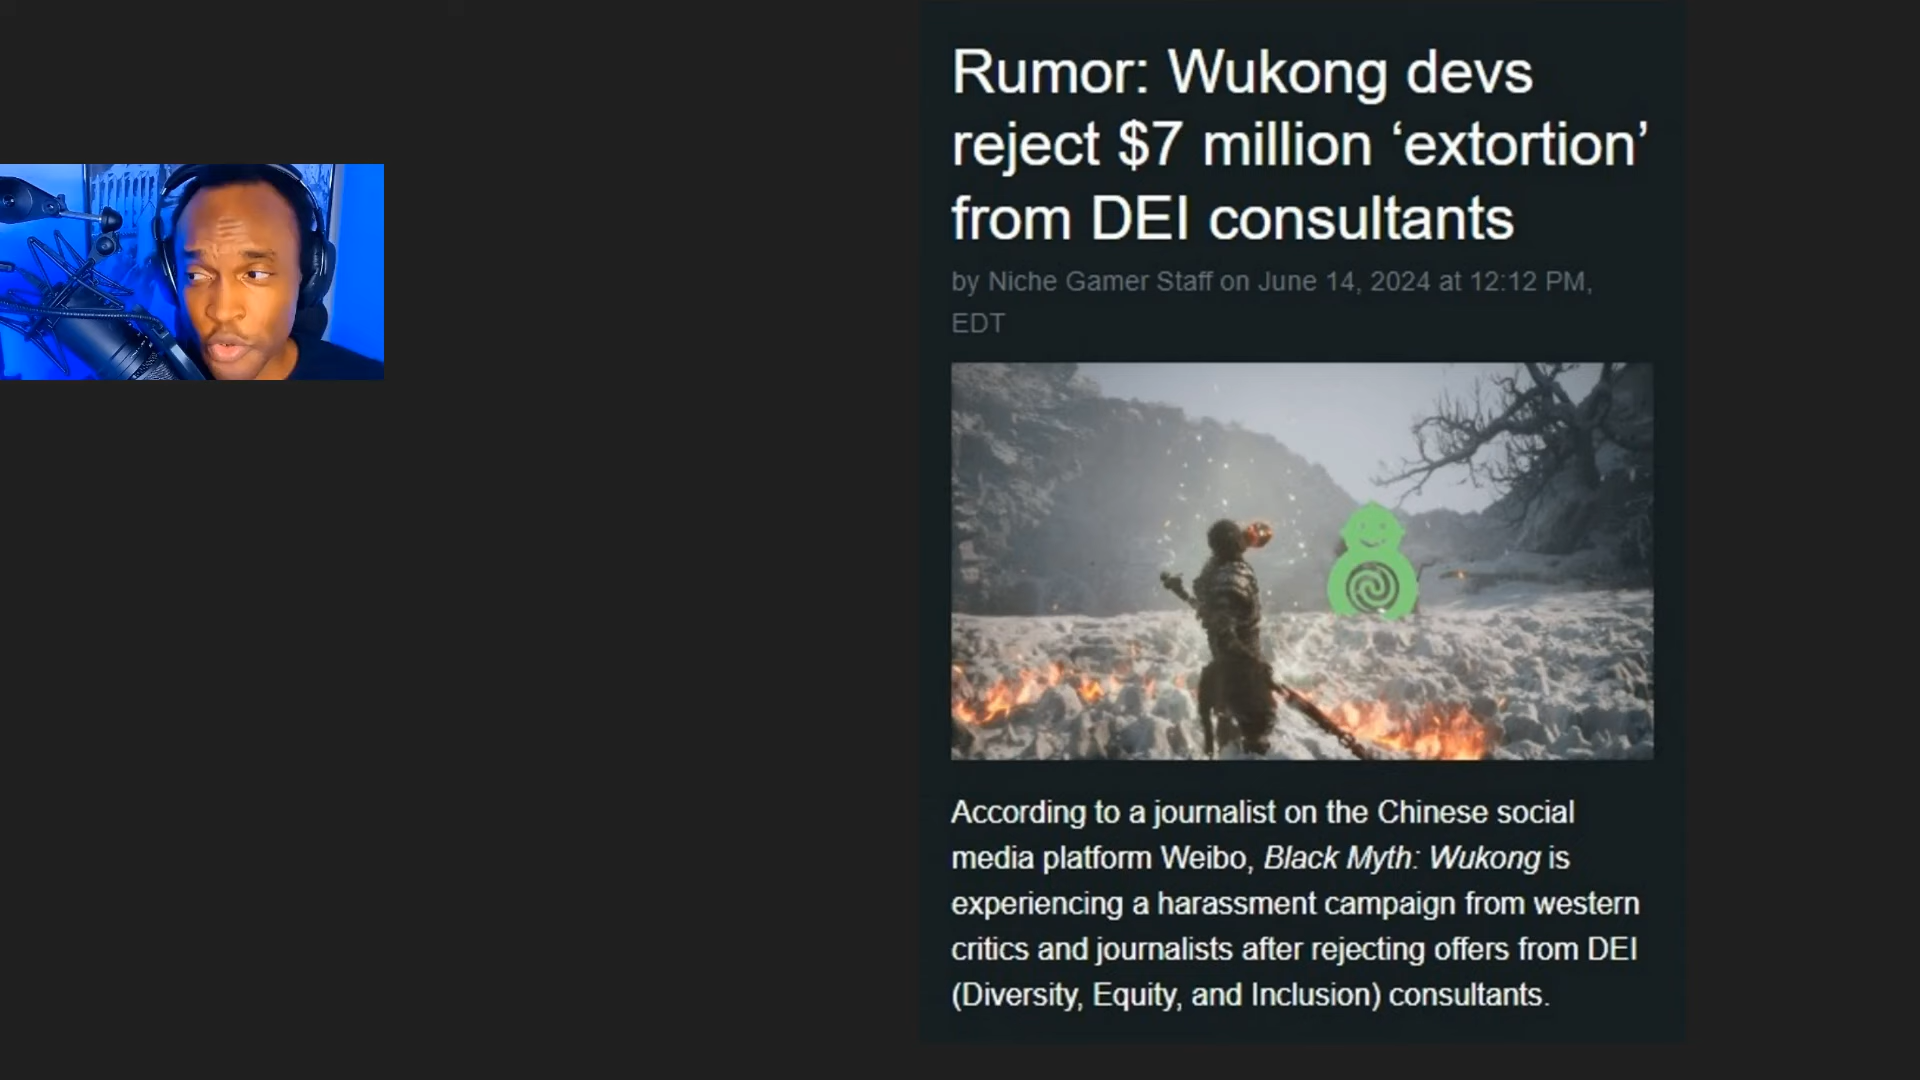 Rumor: Wukong devs
reject $7 million ‘extortion’
from DEI consultants
by Niche Gamer Staff on June 14, 2024 at 12:12 PM,
EDT
According to a journalist on the Chinese social
media platform Weibo, Black Myth: Wukong is
experiencing a harassment campaign from western
critics and journalists after rejecting offers from DEI
(Diversity, Equity, and Inclusion) consultants.